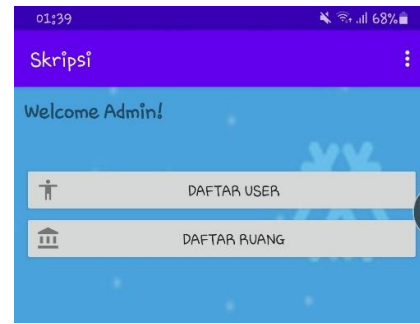 01:39 68%
Skripsi
Welcome Admin!
DAFTAR USER
DAFTAR RUANG